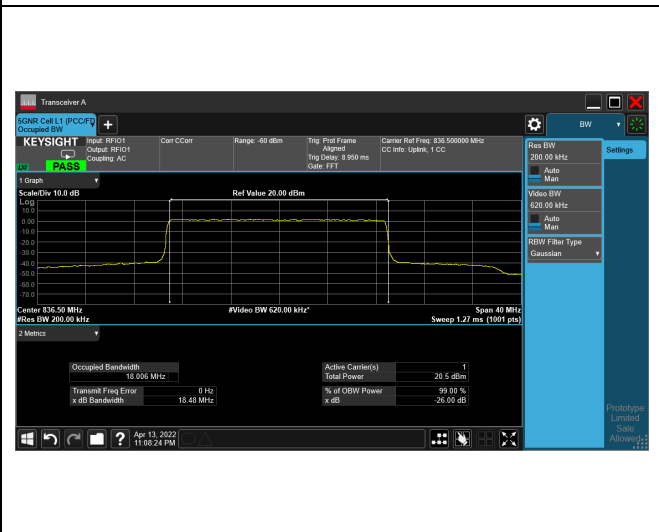 Transceiver A
5GNR Cell L1 (PCC/FD
Occupied BW
+
BW
KEYSIGHT
Input: RFIO1
Output: RFIO1
Coupling: AC
Corr CCorr
Range: -60 dBm
Trig: Prot Frame
Aligned
Trig Delay: 8.950 ms
Gate: FFT
Carrier Ref Freq: 836.500000 MHz
CC Info: Uplink, 1 CC
LXI
PASS
1 Graph
Scale/Div 10.0 dB
Ref Value 20.00 dBm
Log
10.0
0.00
-10.0
-20.0
-30.0
-40.0
-50.0
-60.0
-70.0
Center 836.50 MHz
#Video BW 620.00 kHz*
Span 40 MHz
#Res BW 200.00 kHz
Sweep 1.27 ms (1001 pts)
2 Metrics
Occupied Bandwidth
18.006 MHz
Transmit Freq Error 0 Hz
x dB Bandwidth 18.48 MHz
Active Carrier(s) 1
Total Power 20.5 dBm
% of OBW Power 99.00 %
x dB -26.00 dB
Res BW
200.00 kHz
Auto
Man
Video BW
620.00 kHz
Auto
Man
RBW Filter Type
Gaussian
Settings
Prototype
Limited
Sale
Allowed
?
Apr 13, 2022
11:08:24 PM